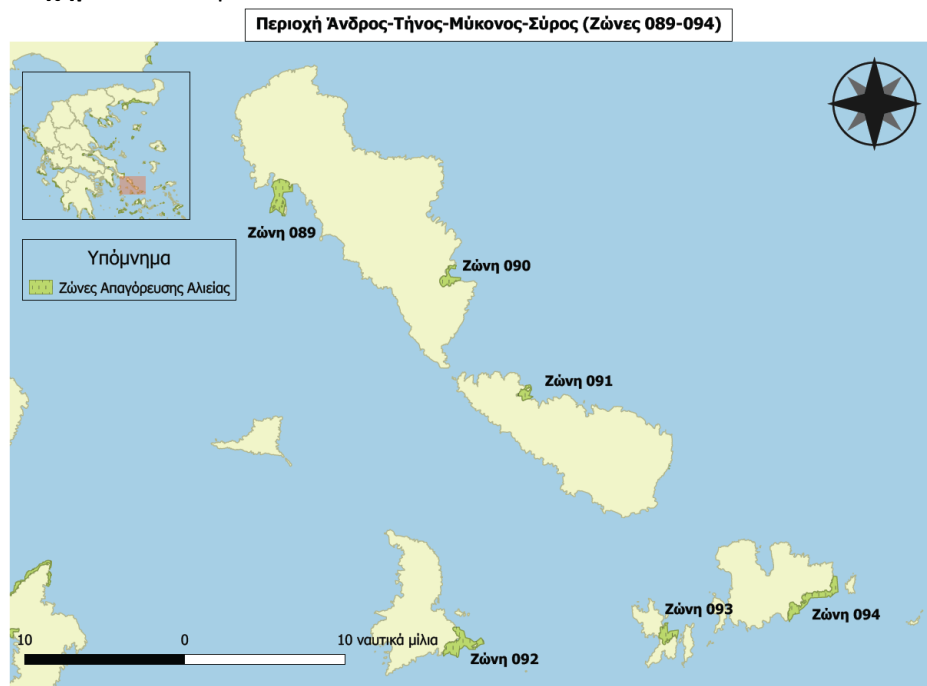 Περιοχή Άνδρος-Τήνος-Μύκονος-Σύρος (Ζώνες 089-094)
Ζώνη 089
Υπόμνημα
Ζώνες Απαγόρευσης Αλιείας
Ζώνη 090
Ζώνη 091
Ζώνη 093
Ζώνη 094
10 0 10 ναυτικά μίλια
Ζώνη 092